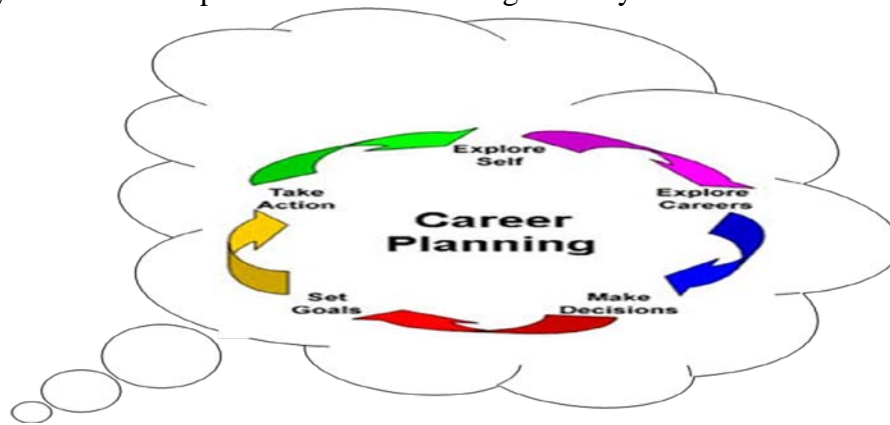 Explore
Self
Explore
Careers
Make
Decisions
Set
Goals
Take
Action
Career
Planning